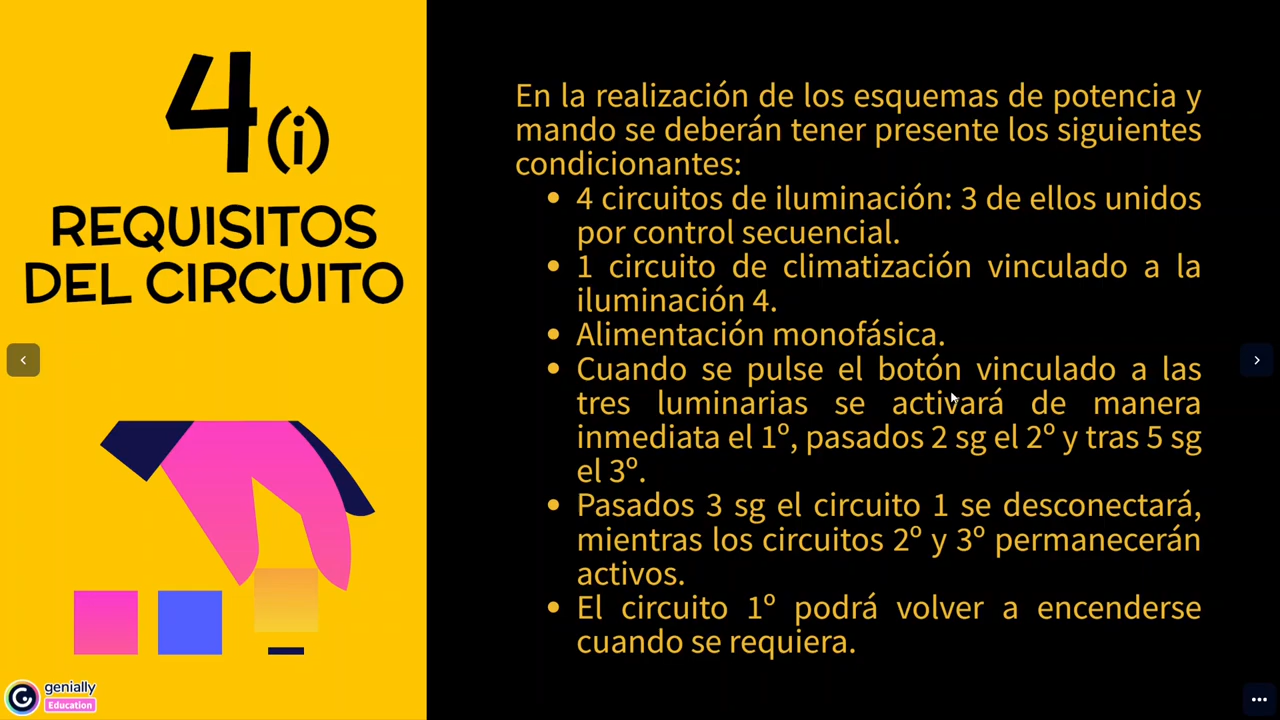 4(i)
REQUISITOS
DEL CIRCUITO
En la realización de los esquemas de potencia y
mando se deberán tener presente los siguientes
condicionantes:
• 4 circuitos de iluminación: 3 de ellos unidos
por control secuencial.
• 1 circuito de climatización vinculado a la
iluminación 4.
• Alimentación monofásica.
• Cuando se pulse el botón vinculado a las
tres luminarias se activará de manera
inmediata el 1º, pasados 2 sg el 2º y tras 5 sg
el 3º.
• Pasados 3 sg el circuito 1 se desconectará,
mientras los circuitos 2º y 3º permanecerán
activos.
• El circuito 1º podrá volver a encenderse
cuando se requiera.
genially
Education